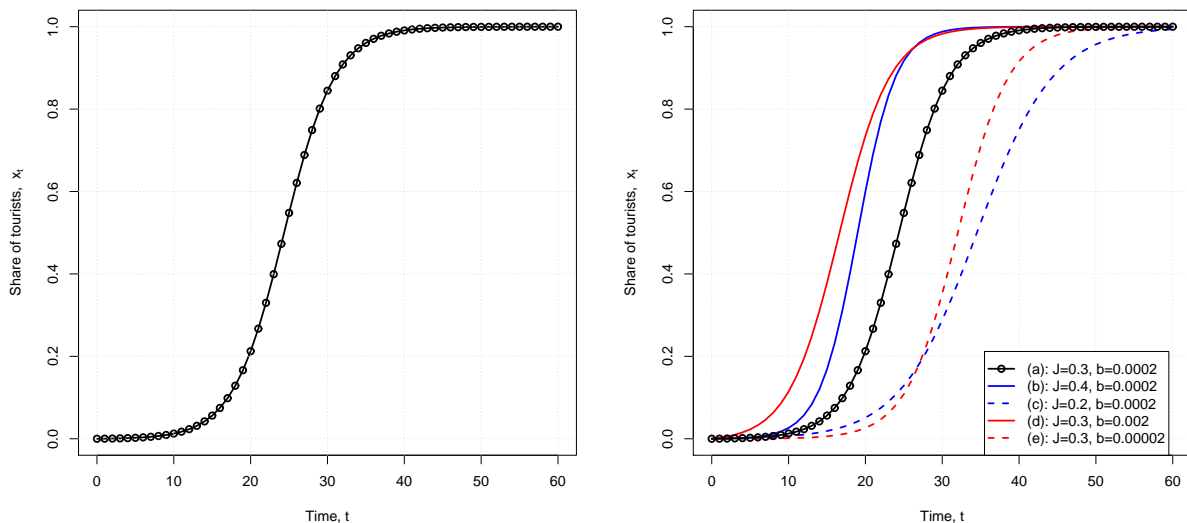 0.0
0.2
0.4
0.6
0.8
1.0
Share of tourists, xₜ
0
10
20
30
40
50
60
Time, t
0.0
0.2
0.4
0.6
0.8
1.0
Share of tourists, xₜ
0
10
20
30
40
50
60
Time, t
(a): J=0.3, b=0.0002
(b): J=0.4, b=0.0002
(c): J=0.2, b=0.0002
(d): J=0.3, b=0.002
(e): J=0.3, b=0.00002